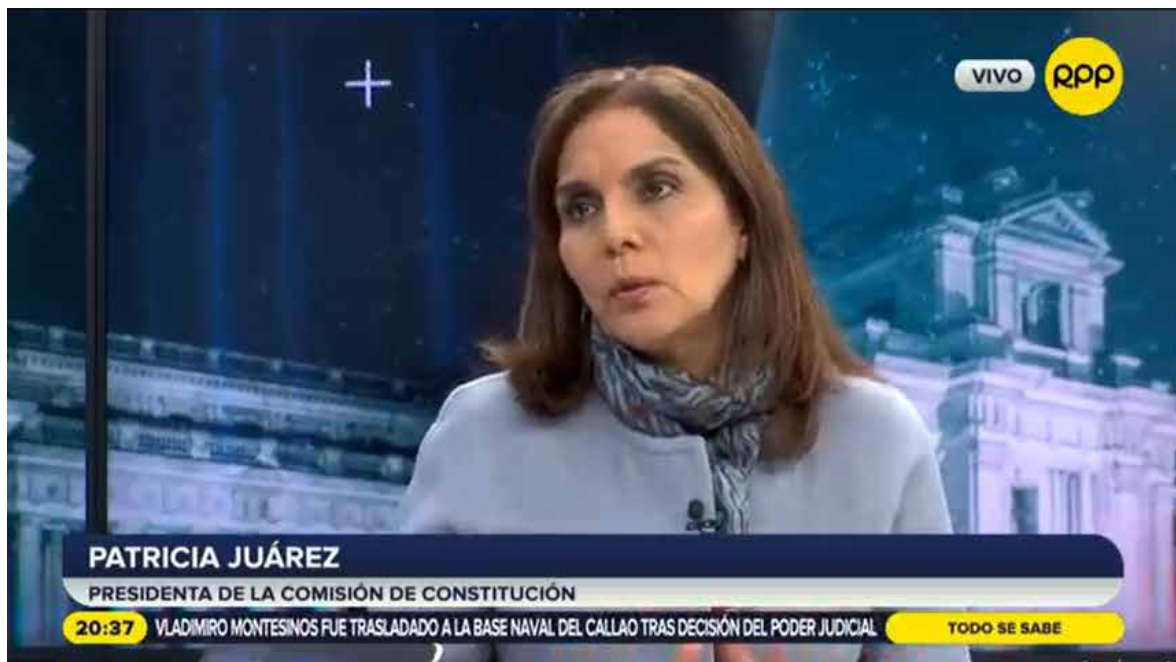 VIVO
RPP
PATRICIA JUÁREZ
PRESIDENTA DE LA COMISIÓN DE CONSTITUCIÓN
20:37 VLADIMIRO MONTESINOS FUE TRASLADADO A LA BASE NAVAL DEL CALLAO TRAS DECISIÓN DEL PODER JUDICIAL TODO SE SABE